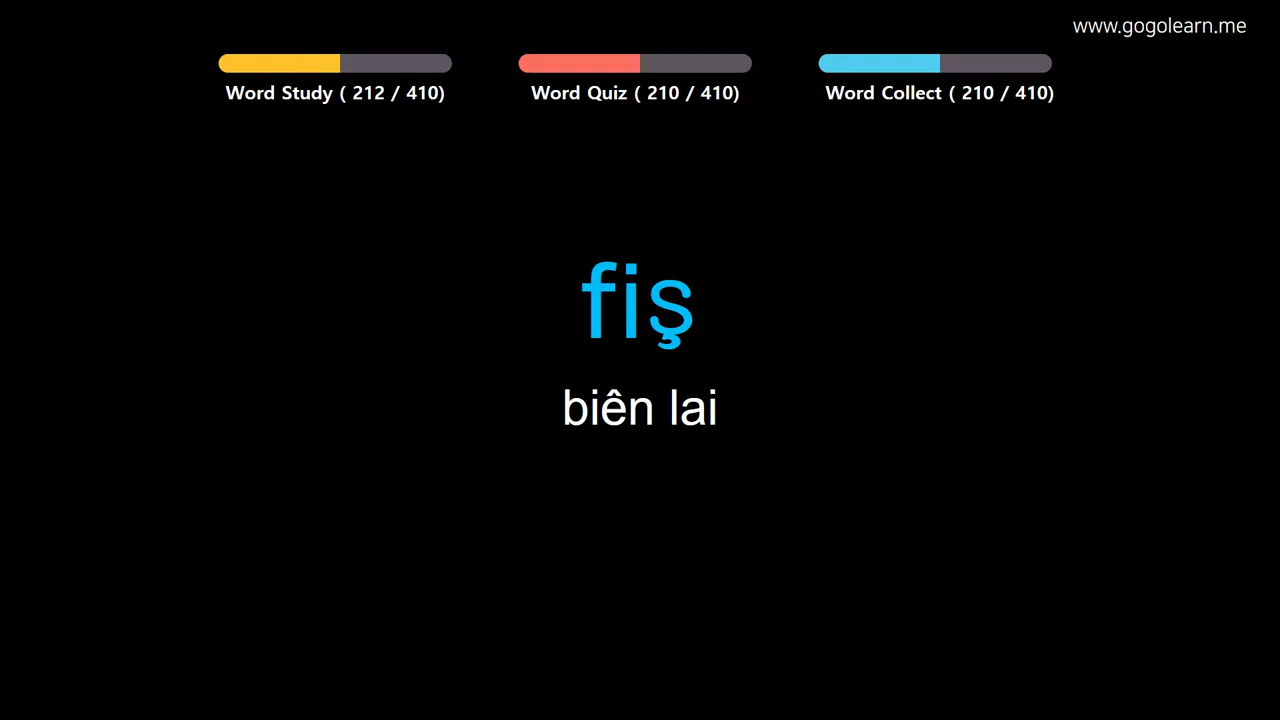 www.gogolearn.me
Word Study ( 212 / 410)
Word Quiz ( 210 / 410)
Word Collect ( 210 / 410)
fiş
biên lai